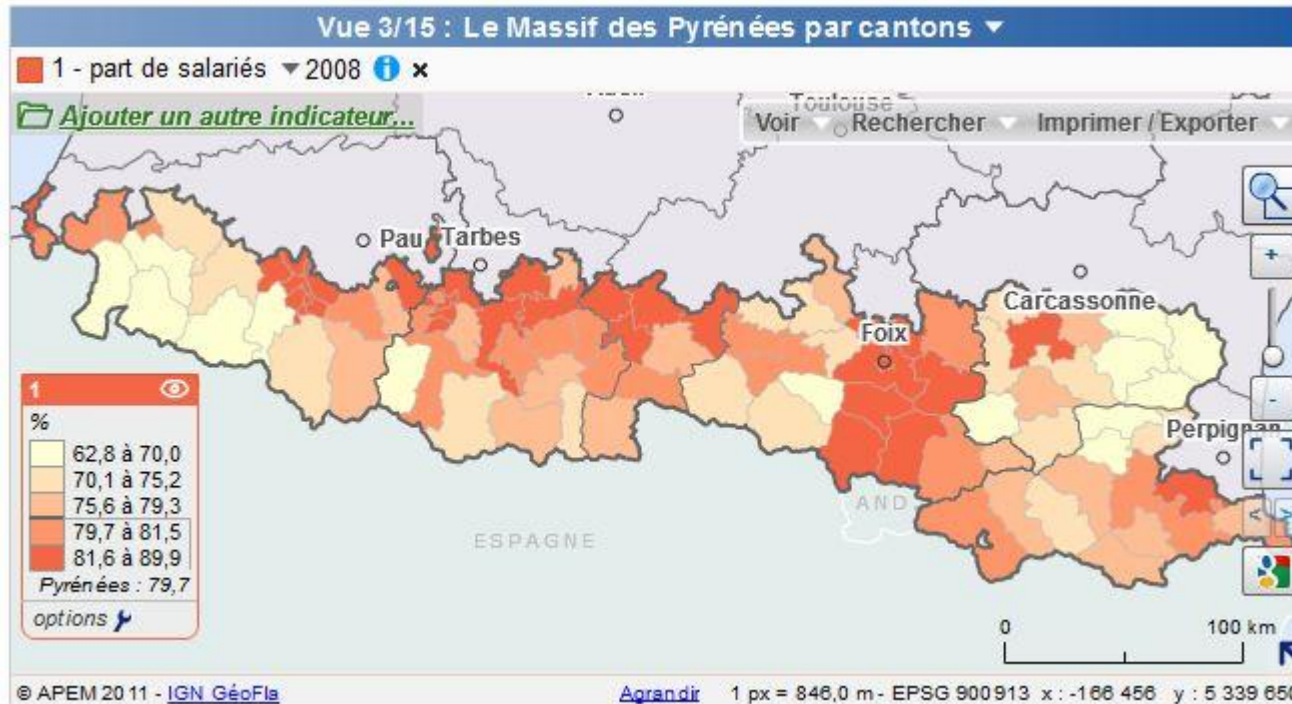 Vue 3/15 : Le Massif des Pyrénées par cantons
1 - part de salariés 2008 i ×
Ajouter un autre indicateur...
Toulouse
Voir Rechercher Imprimer / Exporter
Pau Tarbes
Carcassonne
Foix
Perpignan
AND
ESPAGNE
+
-
< >
1
%
62,8 à 70,0
70,1 à 75,2
75,6 à 79,3
79,7 à 81,5
81,6 à 89,9
Pyrénées : 79,7
options
0 100 km
© APEM 2011 - IGN GéoFla Agrandir 1 px = 846,0 m - EPSG 900913 x : -166 456 y : 5 339 650